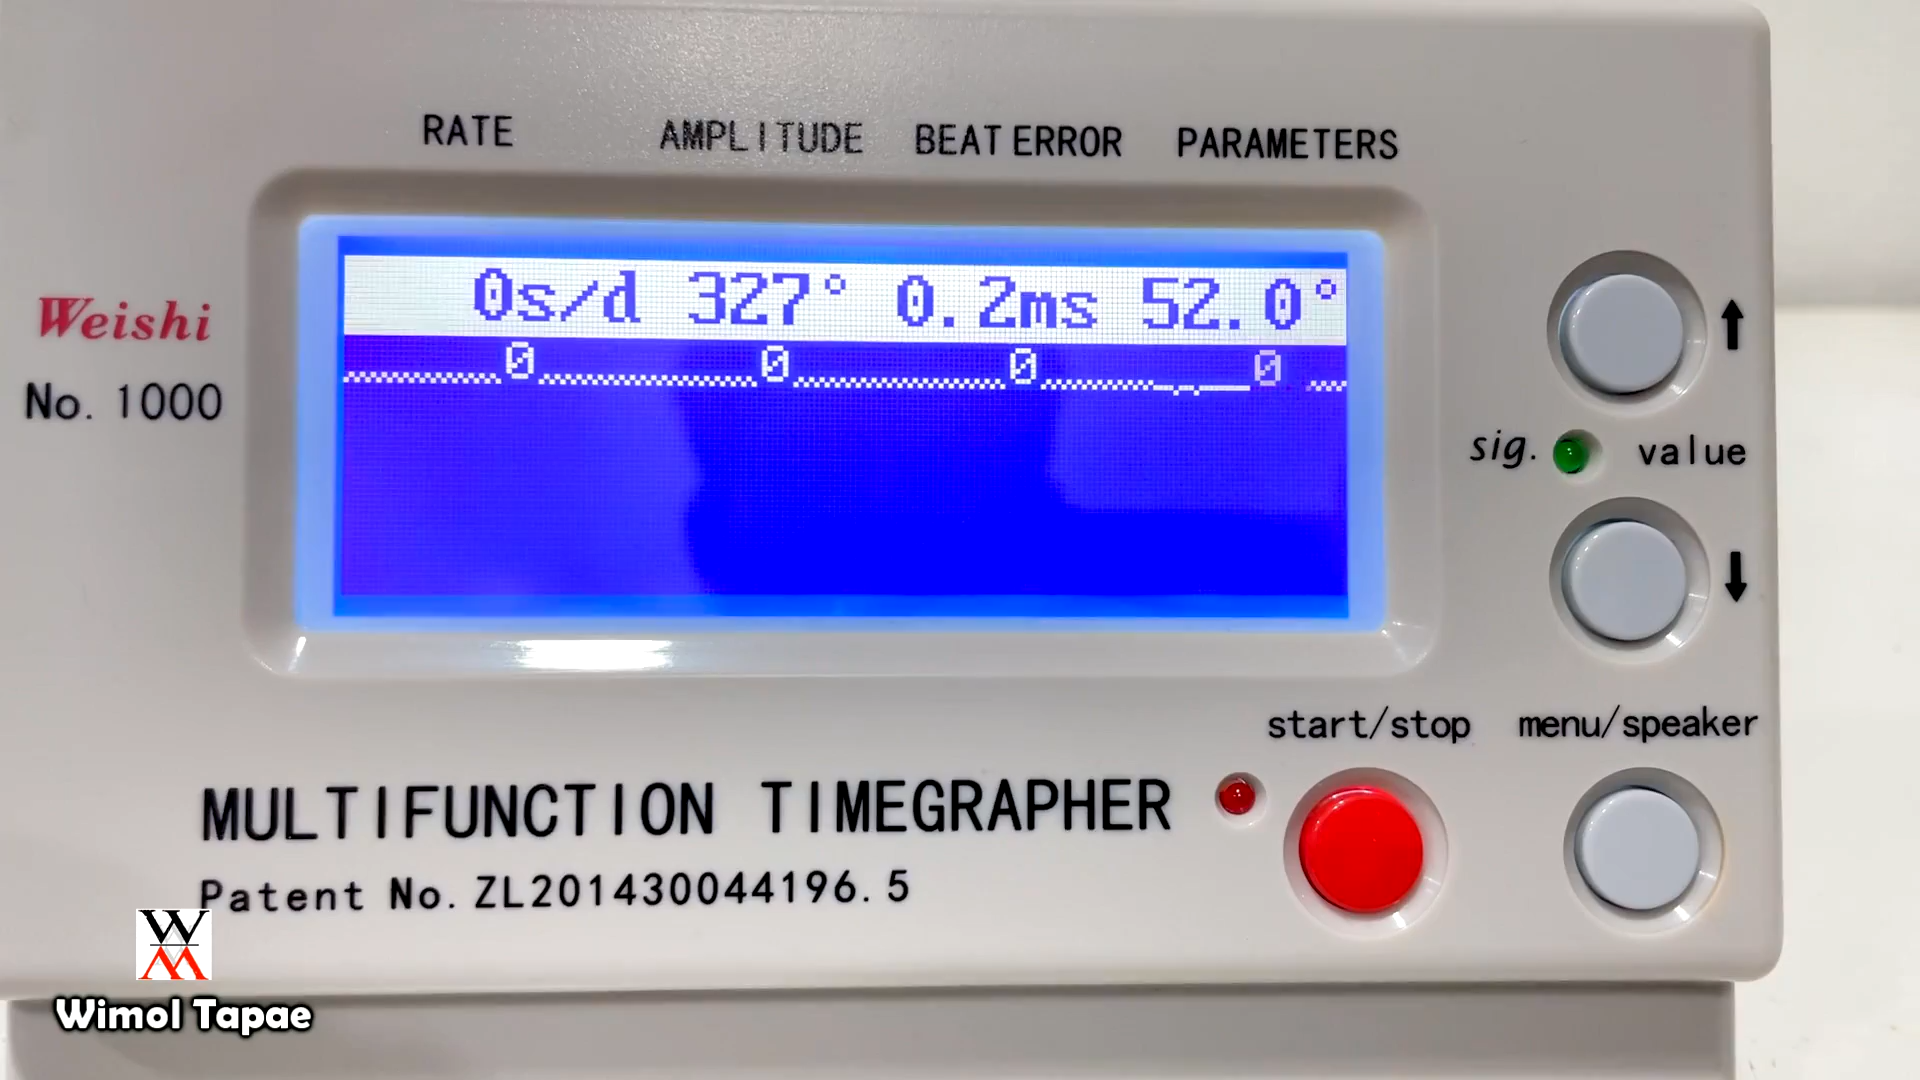 RATE AMPLITUDE BEAT ERROR PARAMETERS
0s/d 327° 0.2ms 52.0°
0 0 0 0
Weishi
No. 1000
sig. value
start/stop menu/speaker
MULTIFUNCTION TIMEGRAPHER
Patent No. ZL201430044196.5
WM
Wimol Tapae